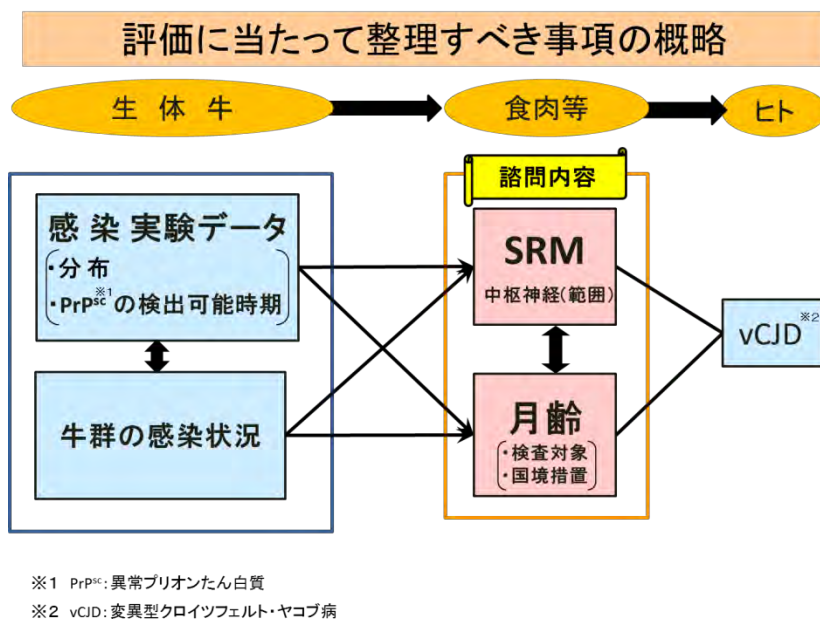 評価に当たって整理すべき事項の概略
生 体 牛
食肉等
ヒト
諮問内容
感 染 実験データ
・分布
・PrPsc※1の検出可能時期
牛群の感染状況
SRM
中枢神経(範囲)
月齢
・検査対象
・国境措置
vCJD※2
※1 PrPsc:異常プリオンたん白質
※2 vCJD:変異型クロイツフェルト・ヤコブ病